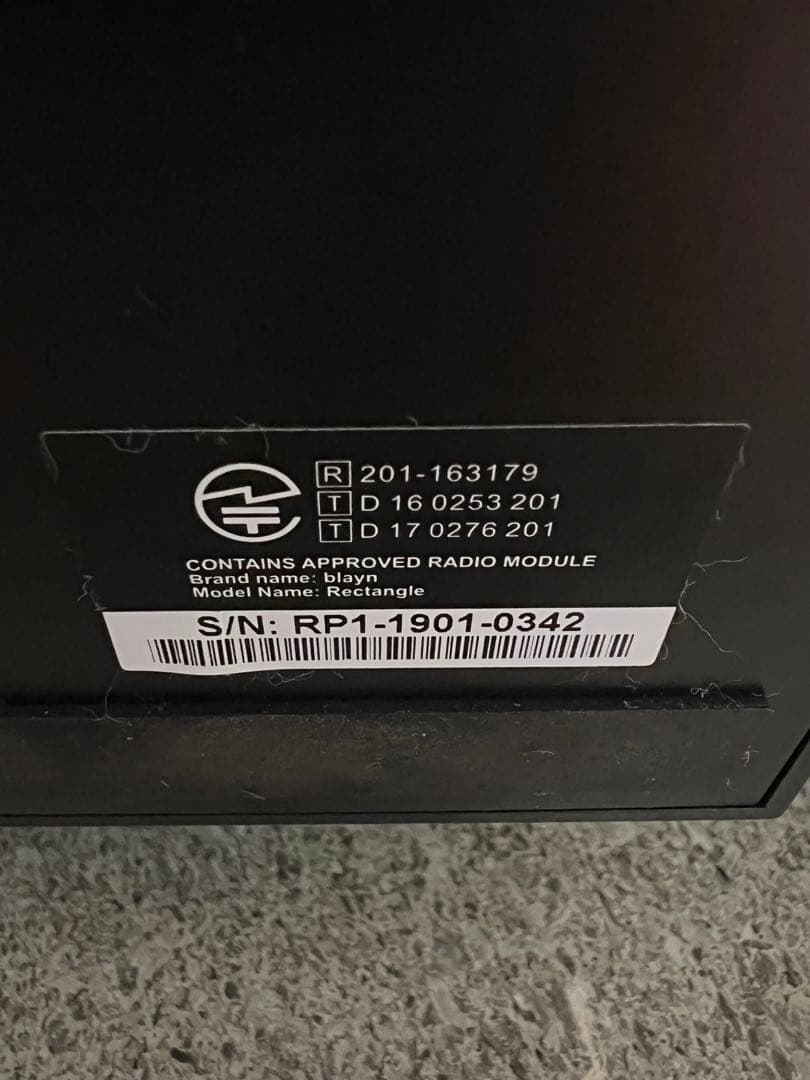 R 201-163179
T D 16 0253 201
T D 17 0276 201
CONTAINS APPROVED RADIO MODULE
Brand name: blayn
Model Name: Rectangle
S/N: RP1-1901-0342